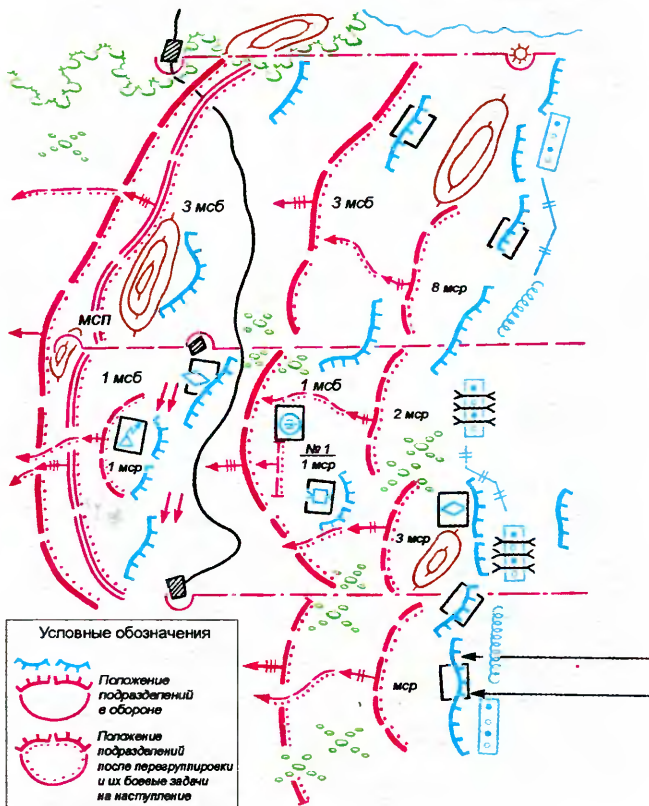 3 мсб
3 мсб
8 мср
МСП
1 мсб
1 мсб
2 мср
№ 1
1 мср
1 мср
3 мср
мср
Условные обозначения
Положение
подразделений
в обороне
Положение
подразделений
после перегруппировки
и их боевые задачи
на наступление